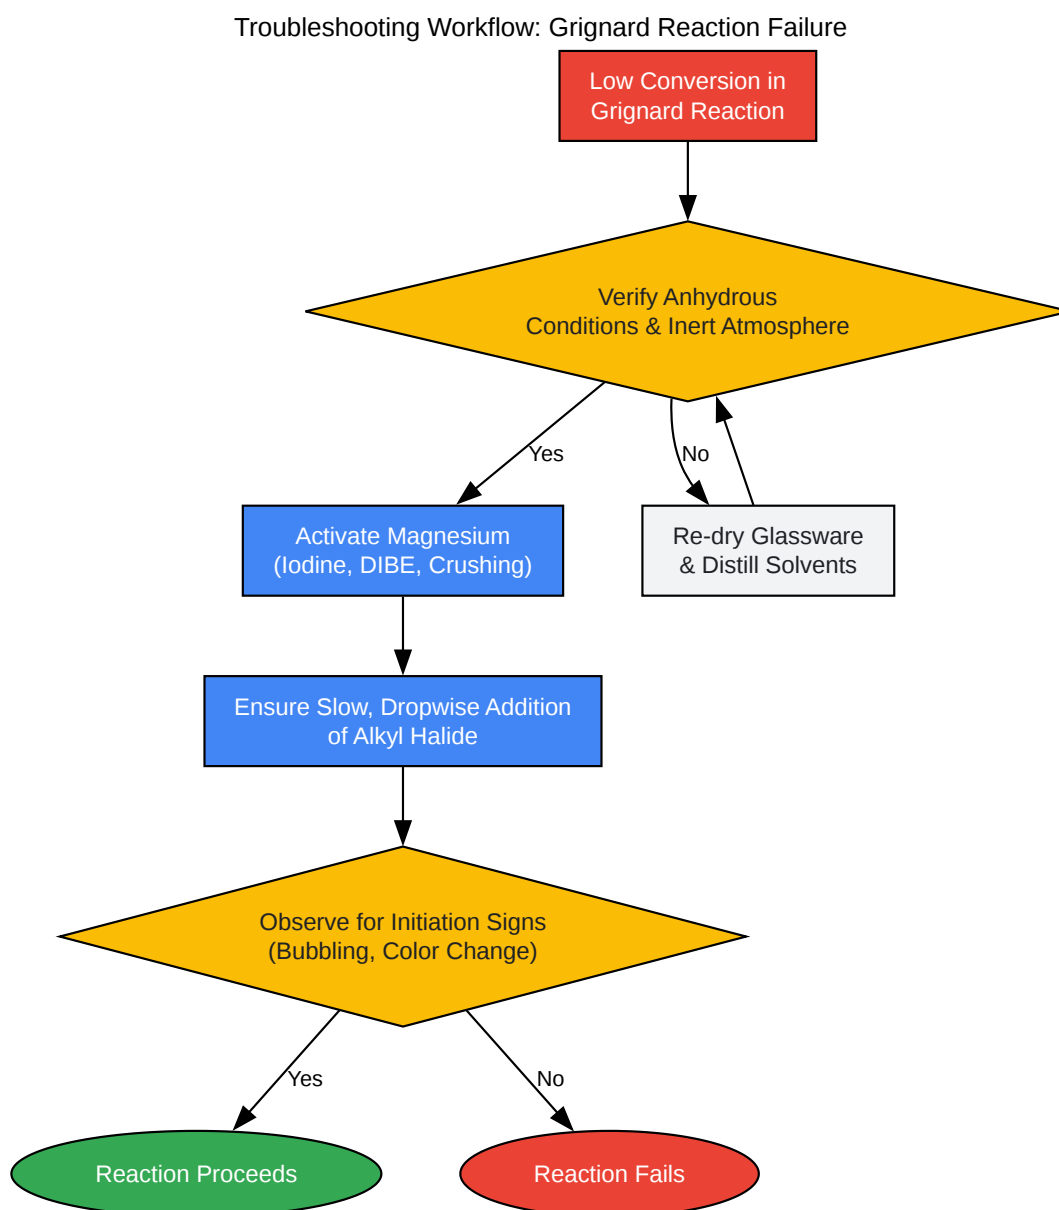 Troubleshooting Workflow: Grignard Reaction Failure
Low Conversion in
Grignard Reaction
Verify Anhydrous
Conditions & Inert Atmosphere
Yes
No
Activate Magnesium
(Iodine, DIBE, Crushing)
Re-dry Glassware
& Distill Solvents
Ensure Slow, Dropwise Addition
of Alkyl Halide
Observe for Initiation Signs
(Bubbling, Color Change)
Yes
No
Reaction Proceeds
Reaction Fails